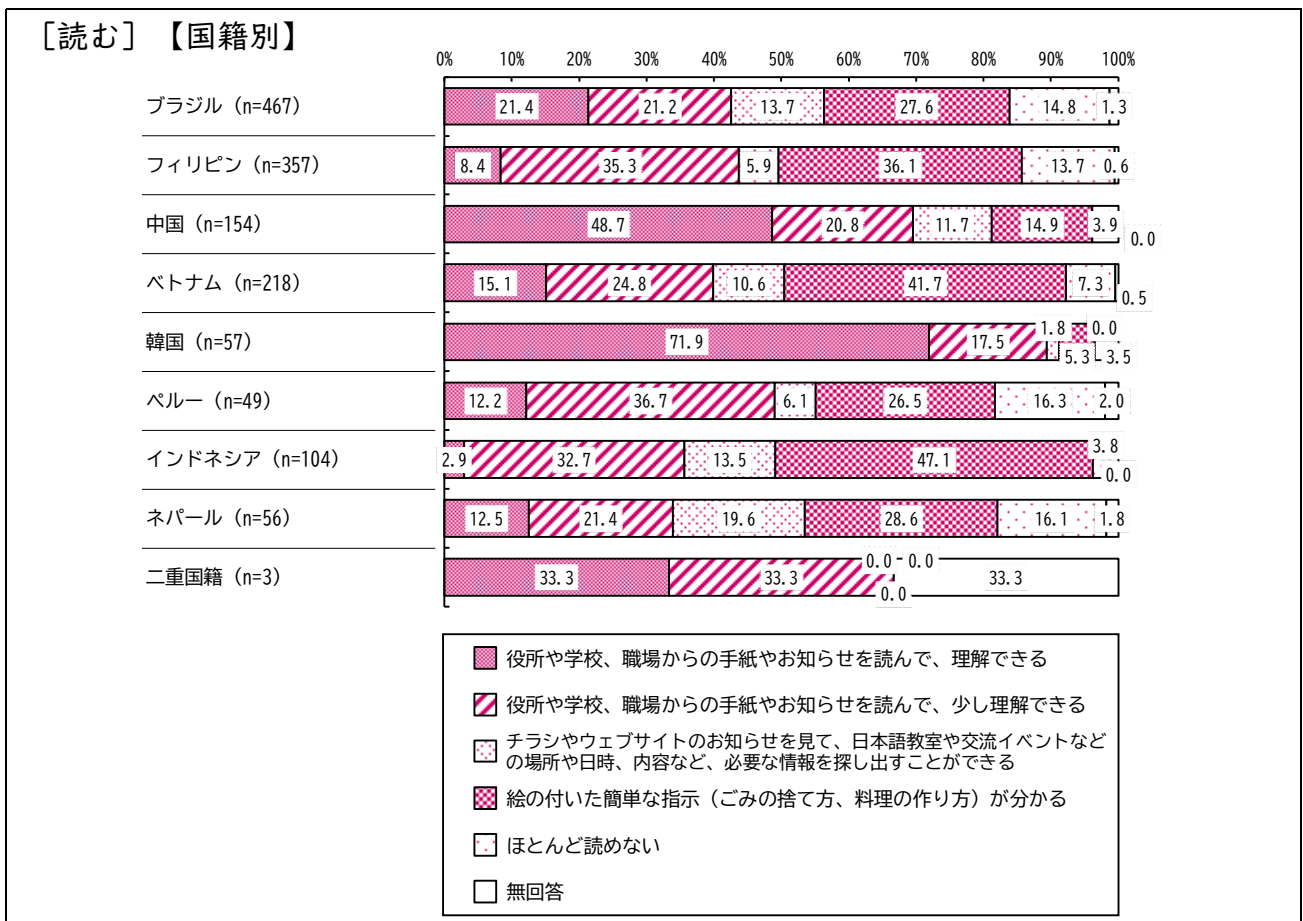 ［読む］【国籍別】
0% 10% 20% 30% 40% 50% 60% 70% 80% 90% 100%
ブラジル（n=467） 21.4 21.2 13.7 27.6 14.8 1.3
フィリピン（n=357） 8.4 35.3 5.9 36.1 13.7 0.6
中国（n=154） 48.7 20.8 11.7 14.9 3.9 0.0
ベトナム（n=218） 15.1 24.8 10.6 41.7 7.3 0.5
韓国（n=57） 71.9 17.5 1.8 5.3 0.0 3.5
ペルー（n=49） 12.2 36.7 6.1 26.5 16.3 2.0
インドネシア（n=104） 2.9 32.7 13.5 47.1 3.8 0.0
ネパール（n=56） 12.5 21.4 19.6 28.6 16.1 1.8
二重国籍（n=3） 33.3 33.3 0.0 0.0 0.0 33.3
役所や学校、職場からの手紙やお知らせを読んで、理解できる
役所や学校、職場からの手紙やお知らせを読んで、少し理解できる
チラシやウェブサイトのお知らせを見て、日本語教室や交流イベントなど
の場所や日時、内容など、必要な情報を探し出すことができる
絵の付いた簡単な指示（ごみの捨て方、料理の作り方）が分かる
ほとんど読めない
無回答